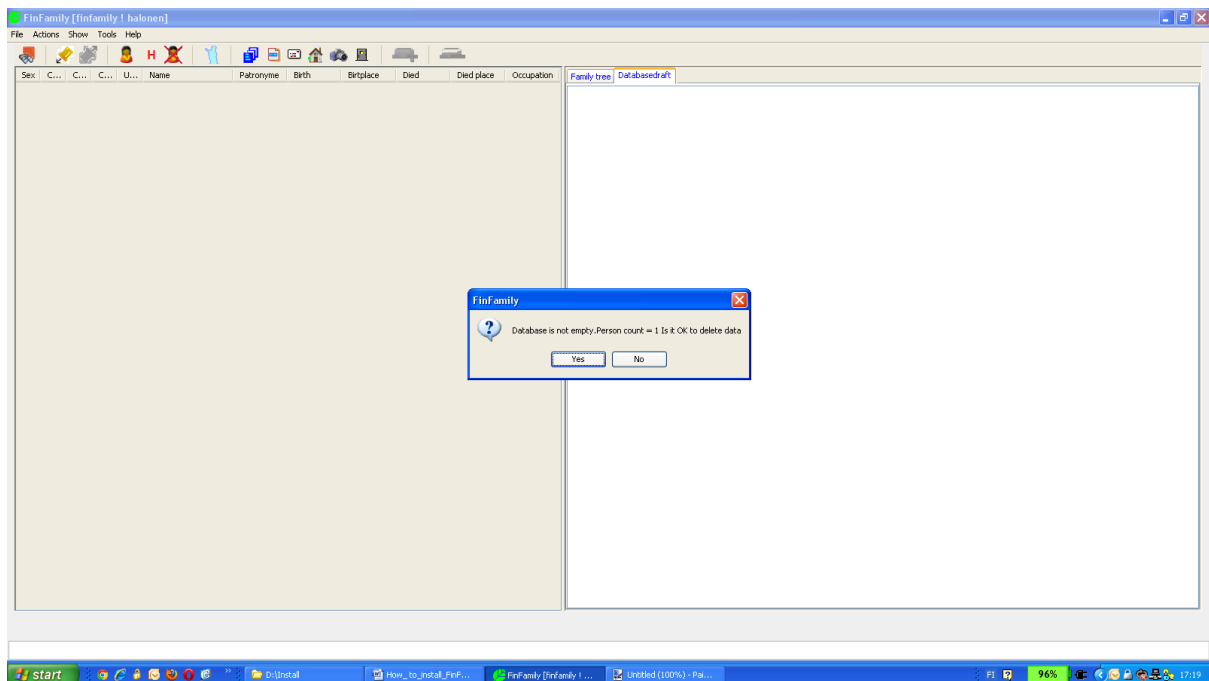 FinFamily [finfamily ! halonen]
File Actions Show Tools Help
H
Sex C... C... C... U... Name Patronyme Birth Birtplace Died Died place Occupation
Family tree Databasedraft
FinFamily
Database is not empty.Person count = 1 Is it OK to delete data
Yes No
start D:\Install How_to_install_FinF... FinFamily [finfamily ! ... Untitled (100%) - Pai... FI 96% 17:19